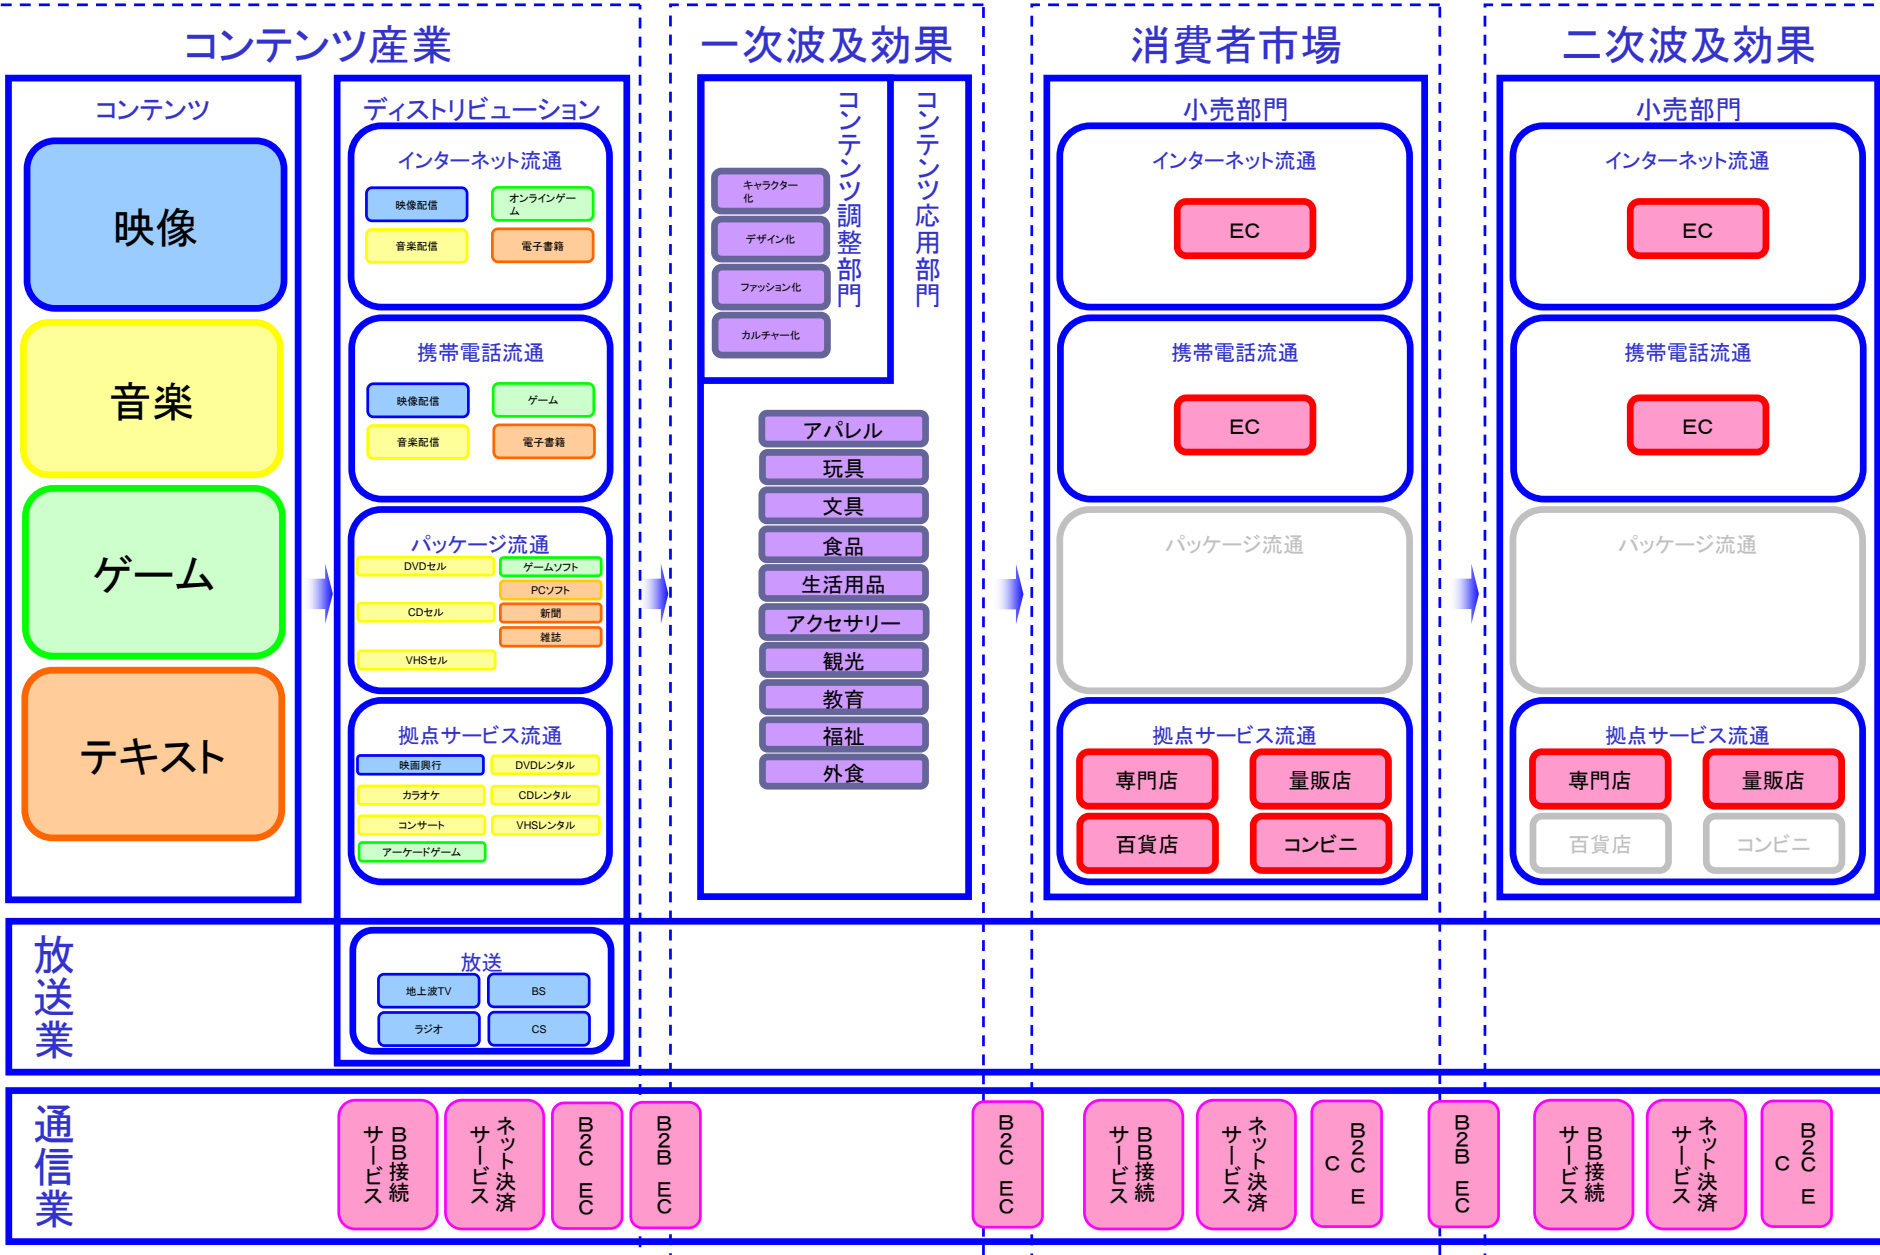 コンテンツ産業
コンテンツ
映像
音楽
ゲーム
テキスト
ディストリビューション
インターネット流通
映像配信
オンラインゲー
ム
音楽配信
電子書籍
携帯電話流通
映像配信
ゲーム
音楽配信
電子書籍
パッケージ流通
DVDセル
ゲームソフト
PCソフト
CDセル
新聞
雑誌
VHSセル
拠点サービス流通
映画興行
DVDレンタル
カラオケ
CDレンタル
コンサート
VHSレンタル
アーケードゲーム
一次波及効果
コンテンツ調整部門
キャラクター
化
デザイン化
ファッション化
カルチャー化
コンテンツ応用部門
アパレル
玩具
文具
食品
生活用品
アクセサリー
観光
教育
福祉
外食
消費者市場
小売部門
インターネット流通
EC
携帯電話流通
EC
パッケージ流通
拠点サービス流通
専門店
量販店
百貨店
コンビニ
二次波及効果
小売部門
インターネット流通
EC
携帯電話流通
EC
パッケージ流通
拠点サービス流通
専門店
量販店
百貨店
コンビニ
放送業
放送
地上波TV
BS
ラジオ
CS
通信業
BB接続
サービス
ネット決済
サービス
B2C EC
B2B EC
B2C EC
BB接続
サービス
ネット決済
サービス
B2C E
C
B2B EC
BB接続
サービス
ネット決済
サービス
B2C E
C